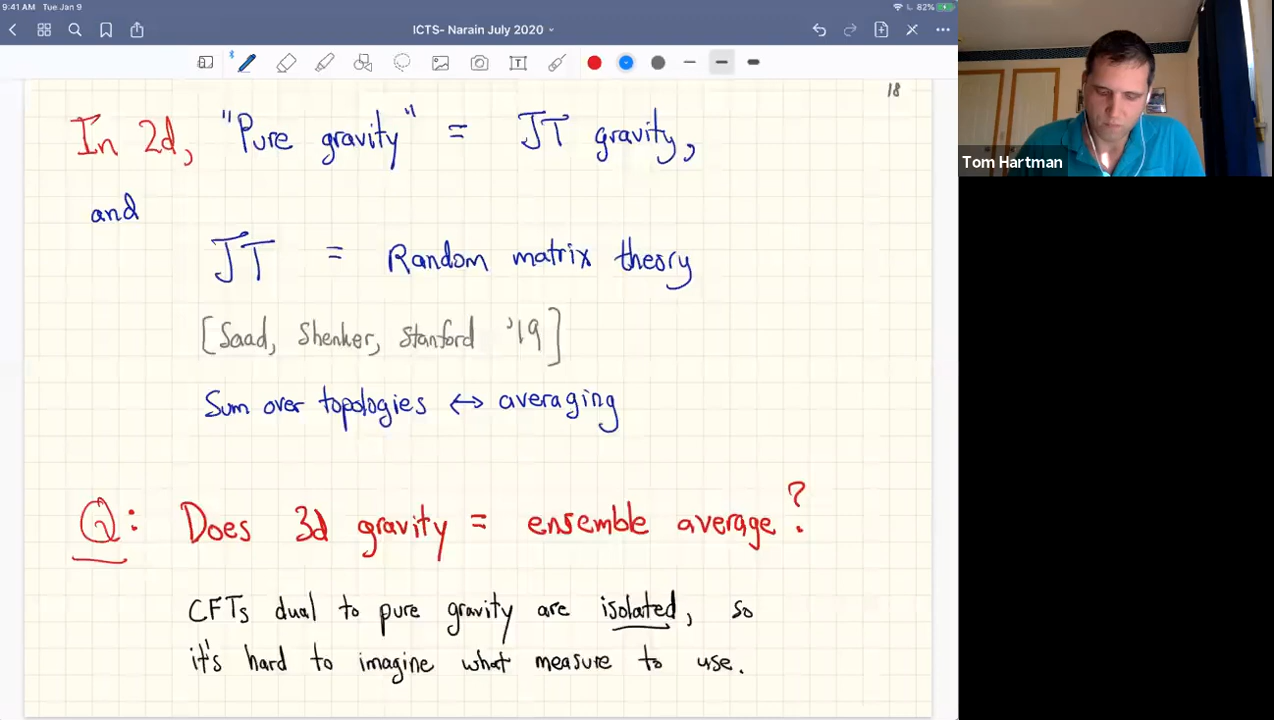 9:41 AM Tue Jan 9
82%
ICTS- Narain July 2020
18
In 2d, "Pure gravity" = JT gravity,
and
JT = Random matrix theory
[Saad, Shenker, Stanford '19]
Sum over topologies ↔ averaging
Q: Does 3d gravity = ensemble average?
CFTs dual to pure gravity are isolated, so
it's hard to imagine what measure to use.
Tom Hartman